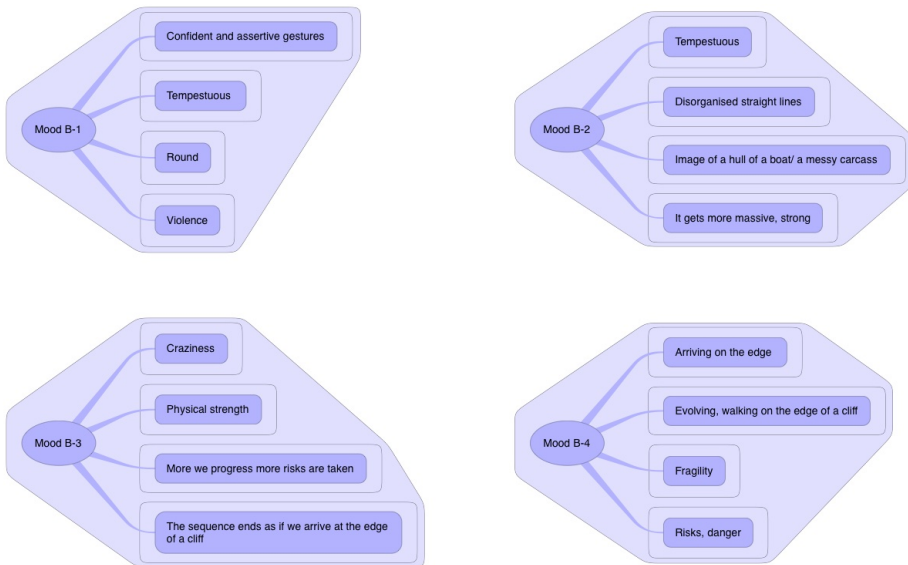 Mood B-1
Confident and assertive gestures
Tempestuous
Round
Violence
Mood B-2
Tempestuous
Disorganised straight lines
Image of a hull of a boat/ a messy carcass
It gets more massive, strong
Mood B-3
Craziness
Physical strength
More we progress more risks are taken
The sequence ends as if we arrive at the edge
of a cliff
Mood B-4
Arriving on the edge
Evolving, walking on the edge of a cliff
Fragility
Risks, danger